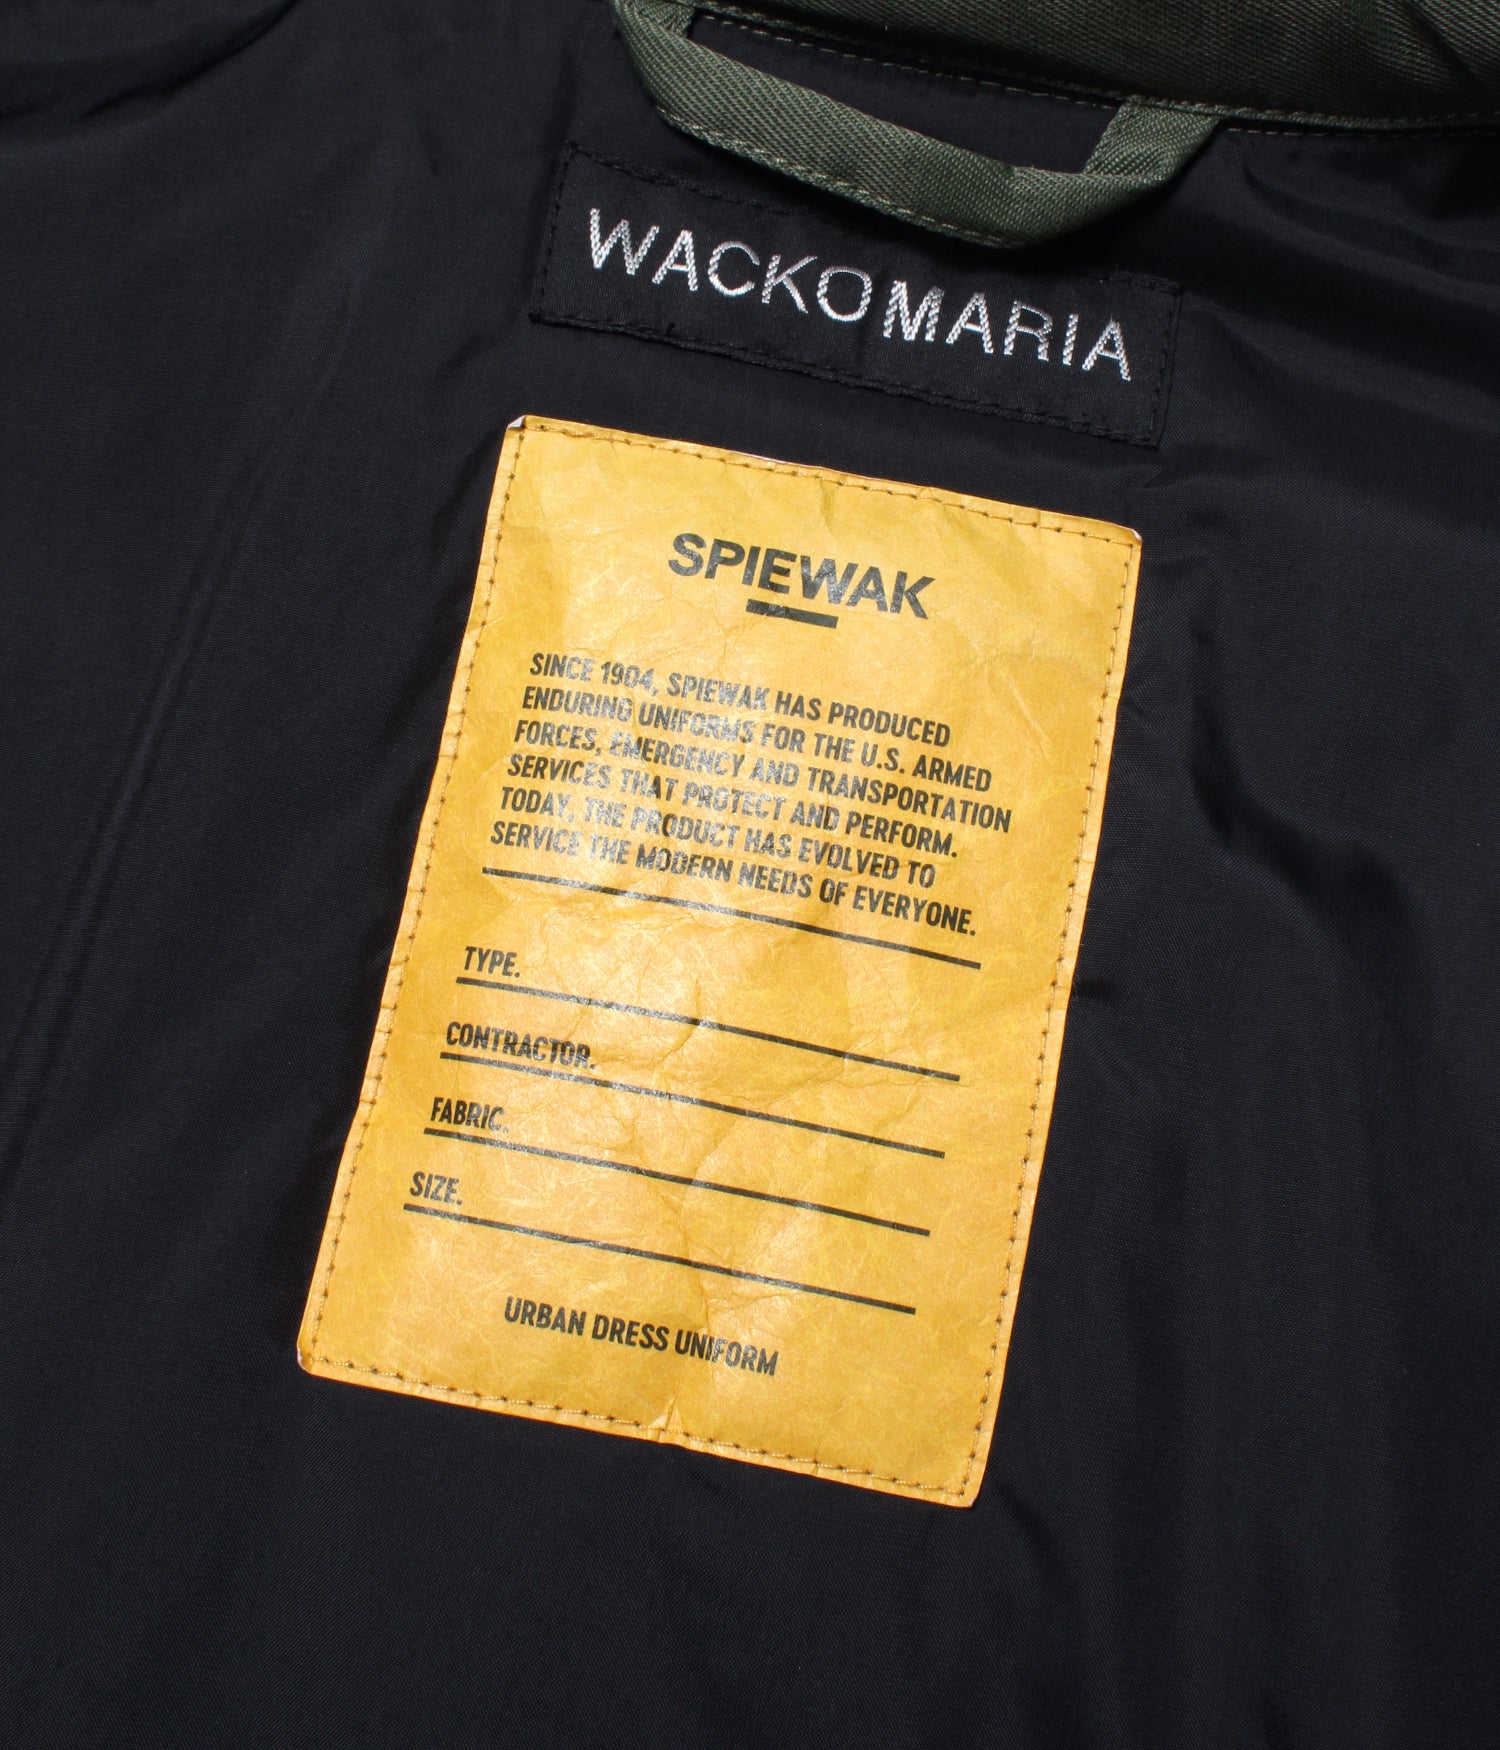 WACKOMARIA
SPIEWAK
SINCE 1904, SPIEWAK HAS PRODUCED
ENDURING UNIFORMS FOR THE U.S. ARMED
FORCES, EMERGENCY AND TRANSPORTATION
SERVICES THAT PROTECT AND PERFORM.
TODAY, THE PRODUCT HAS EVOLVED TO
SERVICE THE MODERN NEEDS OF EVERYONE.
TYPE.
CONTRACTOR.
FABRIC.
SIZE.
URBAN DRESS UNIFORM